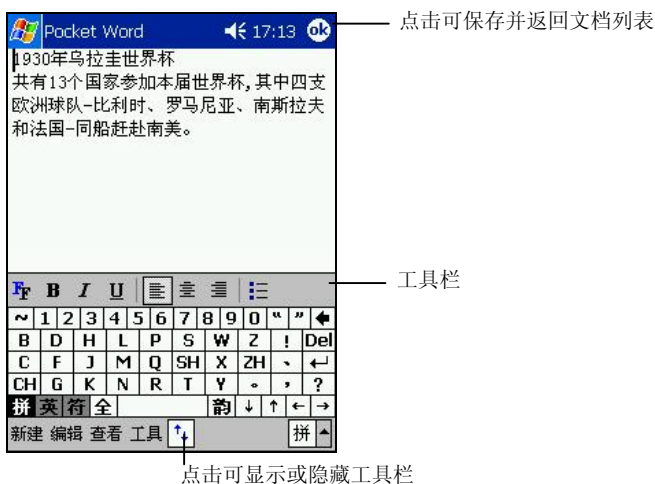 Pocket Word 17:13 ok
点击可保存并返回文档列表
1930年乌拉圭世界杯
共有13个国家参加本届世界杯,其中四支
欧洲球队-比利时、罗马尼亚、南斯拉夫
和法国-同船赶赴南美。
FF B I U
工具栏
~ 1 2 3 4 5 6 7 8 9 0 “ ” ←
B D H L P S W Z ! Del
C F J M Q SH X ZH 、 ↵
CH G K N R T Y 。 , ?
拼 英 符 全 韵 ↓ ↑ ← →
新建 编辑 查看 工具 拼
点击可显示或隐藏工具栏